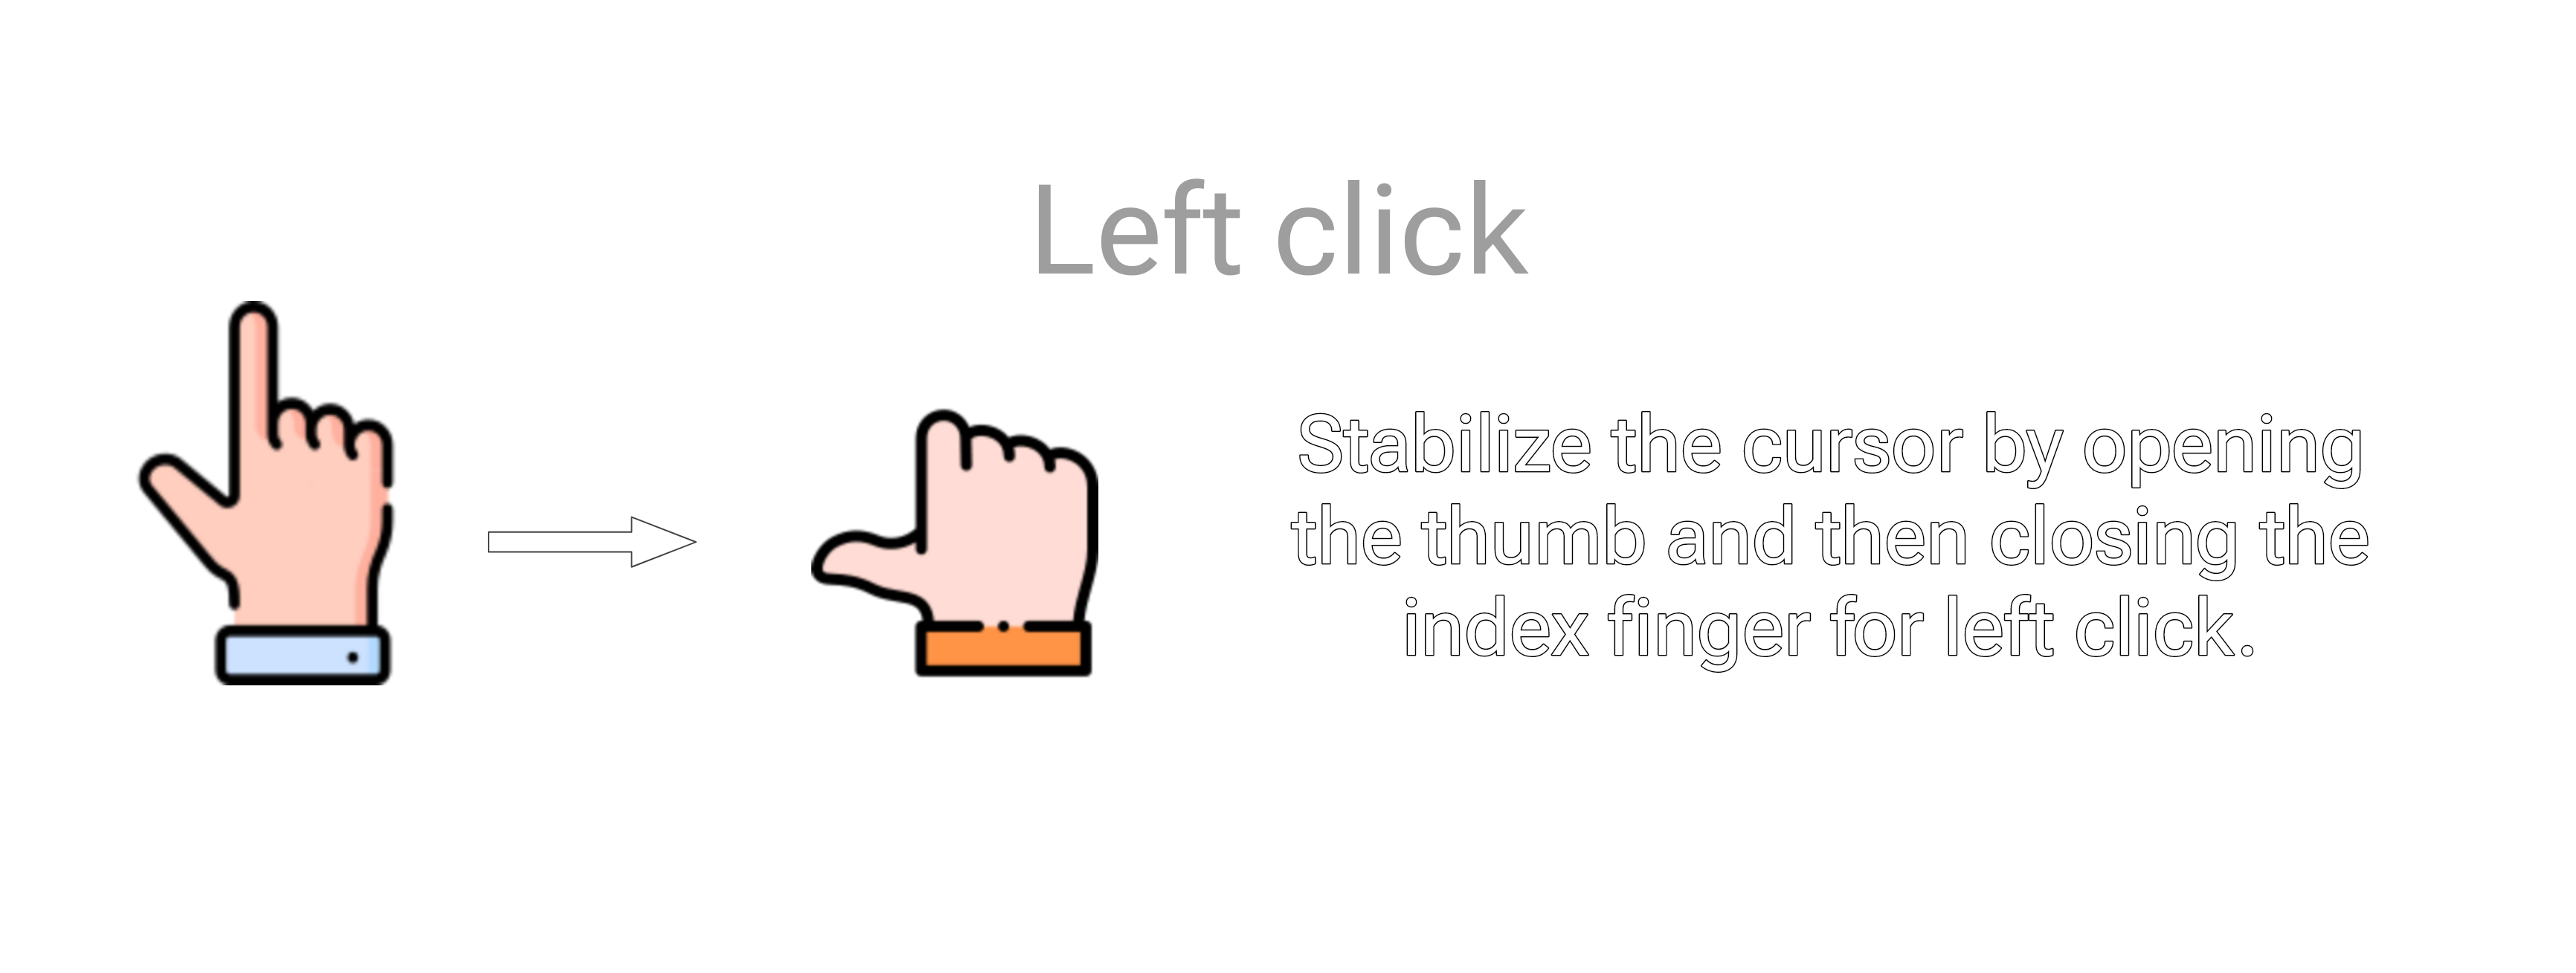 Left click
Stabilize the cursor by opening
the thumb and then closing the
index finger for left click.